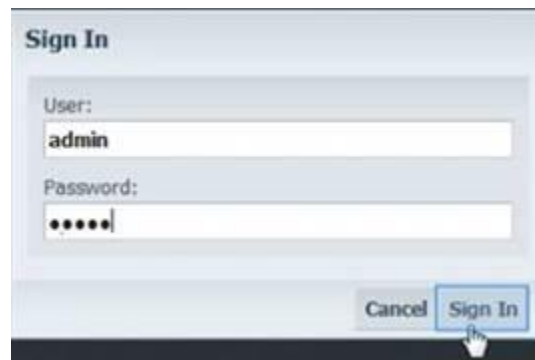 Sign In
User:
admin
Password:
•••••
Cancel Sign In